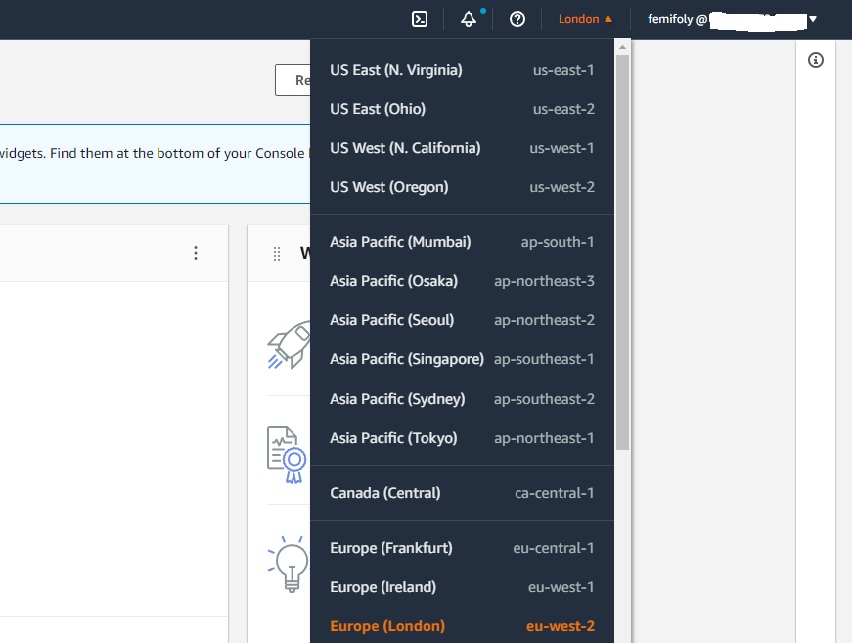 London femifoly @
US East (N. Virginia) us-east-1
Re
US East (Ohio) us-east-2
US West (N. California) us-west-1
widgets. Find them at the bottom of your Console
US West (Oregon) us-west-2
Asia Pacific (Mumbai) ap-south-1
W
Asia Pacific (Osaka) ap-northeast-3
Asia Pacific (Seoul) ap-northeast-2
Asia Pacific (Singapore) ap-southeast-1
Asia Pacific (Sydney) ap-southeast-2
Asia Pacific (Tokyo) ap-northeast-1
Canada (Central) ca-central-1
Europe (Frankfurt) eu-central-1
Europe (Ireland) eu-west-1
Europe (London) eu-west-2